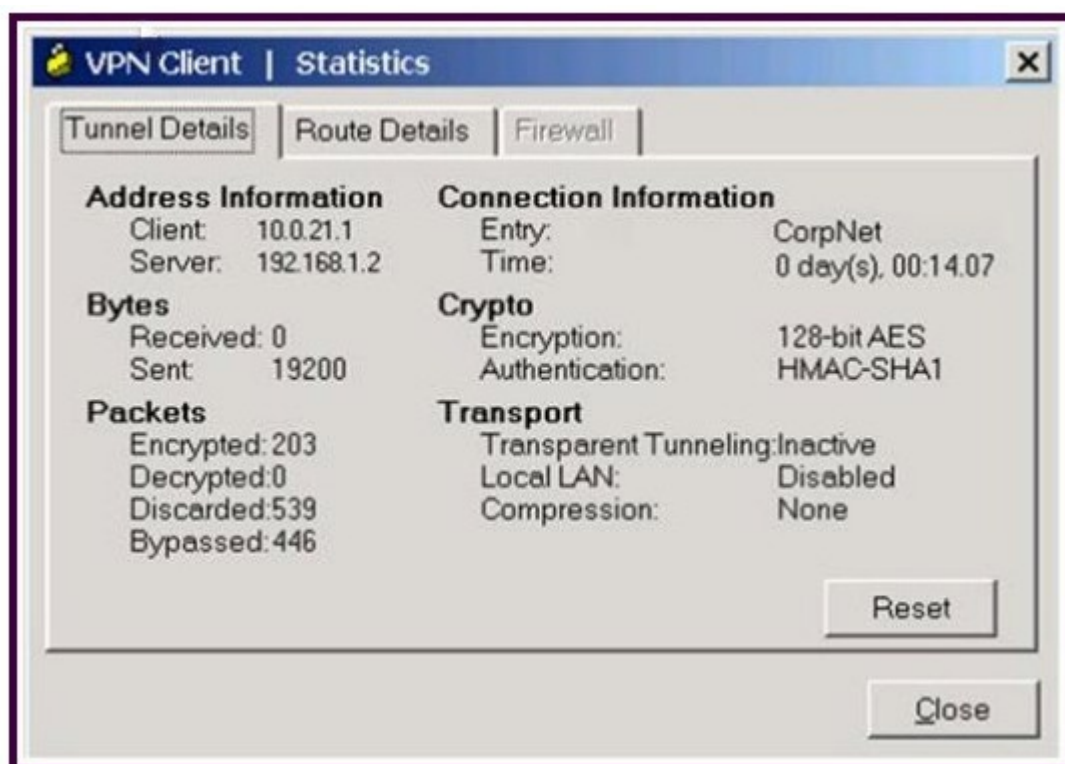 VPN Client | Statistics
Tunnel Details Route Details Firewall
Address Information
Client: 10.0.21.1
Server: 192.168.1.2
Bytes
Received: 0
Sent: 19200
Packets
Encrypted: 203
Decrypted: 0
Discarded: 539
Bypassed: 446
Connection Information
Entry: CorpNet
Time: 0 day(s), 00:14.07
Crypto
Encryption: 128-bit AES
Authentication: HMAC-SHA1
Transport
Transparent Tunneling: Inactive
Local LAN: Disabled
Compression: None
Reset
Close